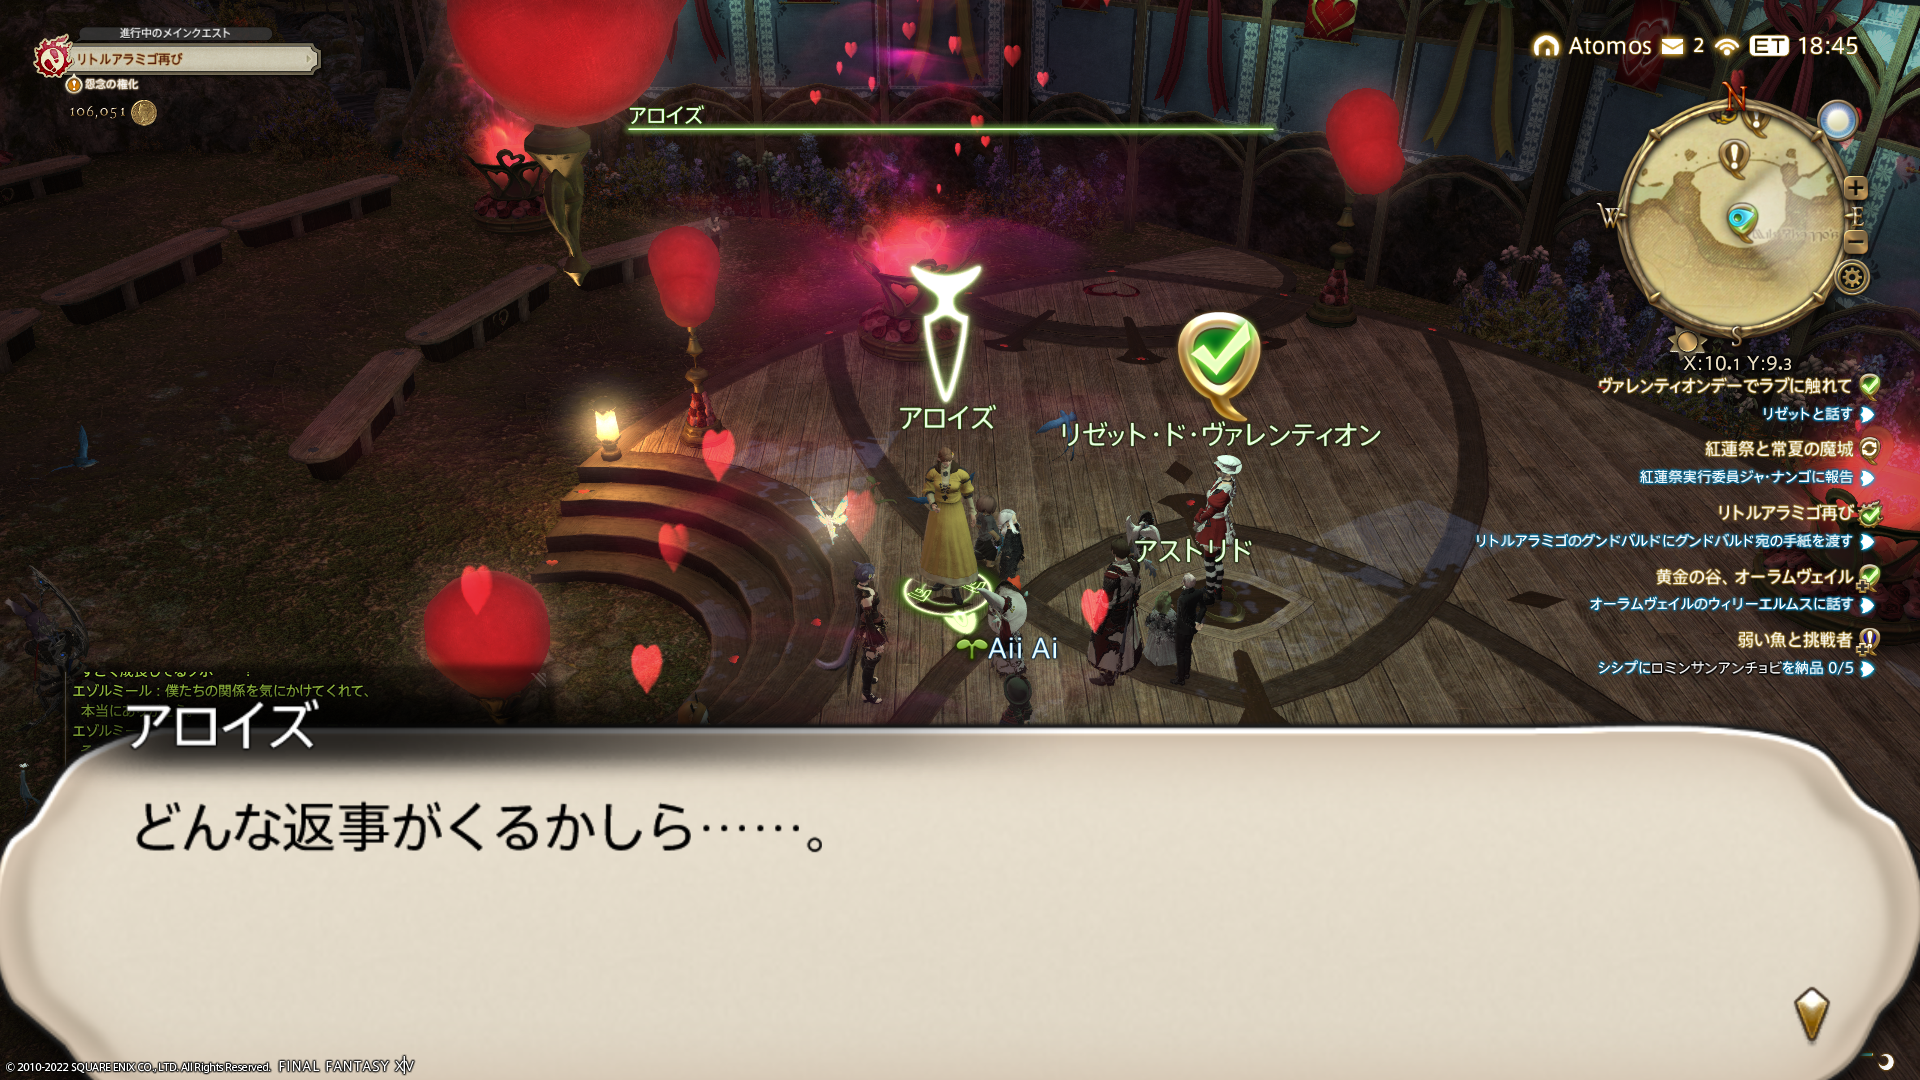 進行中のメインクエスト
リトルアラミゴ再び
怨念の権化
106,051
アロイズ
Atomos 2 ET 18:45
N
W
E
S
X:10.1 Y:9.3
ヴァレンティオンデーでラブに触れて
リゼットと話す
紅蓮祭と常夏の魔城
紅蓮祭実行委員ジャ・ナンゴに報告
リトルアラミゴ再び
リトルアラミゴのグンドバルドにグンドバルド宛の手紙を渡す
黄金の谷、オーラムヴェイル
オーラムヴェイルのウィリーエルムスに話す
弱い魚と挑戦者
シシプにロミンサンアンチョビを納品 0/5
アロイズ
リゼット・ド・ヴァレンティオン
アストリド
Aii Ai
エゾルミール：僕たちの関係を気にかけてくれて、
本当にあ
エゾルミー
アロイズ
どんな返事がくるかしら……。
© 2010-2022 SQUARE ENIX CO., LTD. All Rights Reserved. FINAL FANTASY XIV